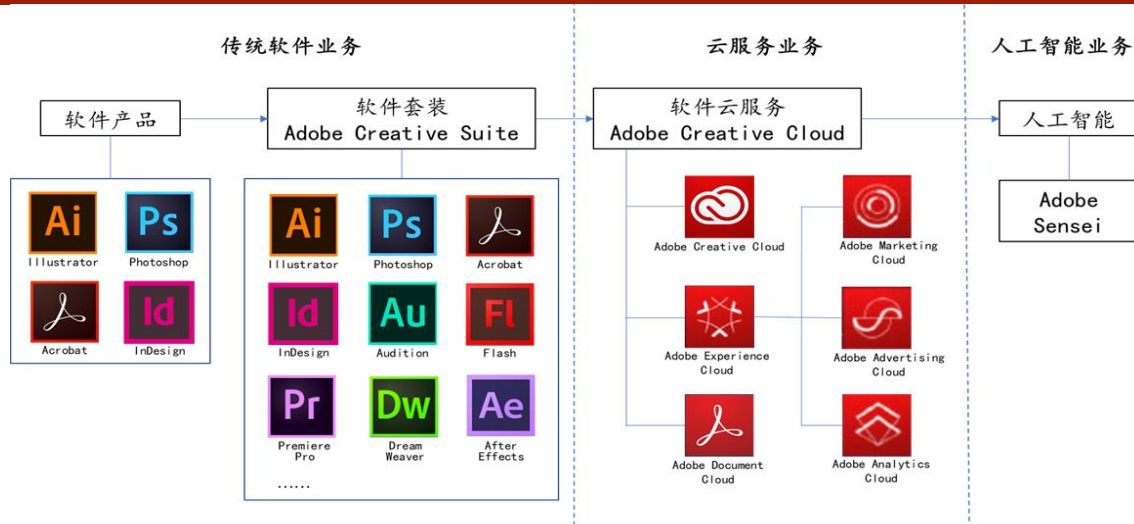 传统软件业务
云服务业务
人工智能业务
软件产品
软件套装
Adobe Creative Suite
软件云服务
Adobe Creative Cloud
人工智能
Ai
Illustrator
Ps
Photoshop
Acrobat
Id
InDesign
Ai
Illustrator
Ps
Photoshop
Acrobat
Id
InDesign
Au
Audition
Fl
Flash
Pr
Premiere
Pro
Dw
Dream
Weaver
Ae
After
Effects
......
Adobe Creative Cloud
Adobe Marketing
Cloud
Adobe Experience
Cloud
Adobe Advertising
Cloud
Adobe Document
Cloud
Adobe Analytics
Cloud
Adobe
Sensei